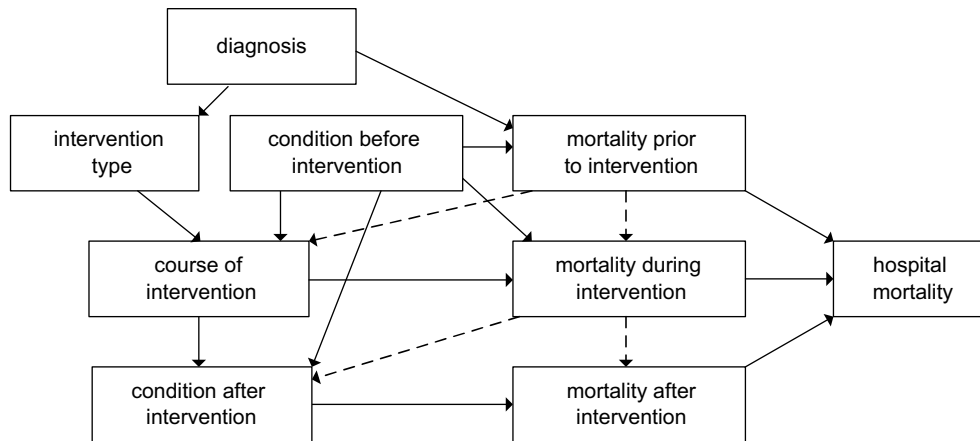 diagnosis
intervention
type
condition before
intervention
mortality prior
to intervention
course of
intervention
mortality during
intervention
hospital
mortality
condition after
intervention
mortality after
intervention